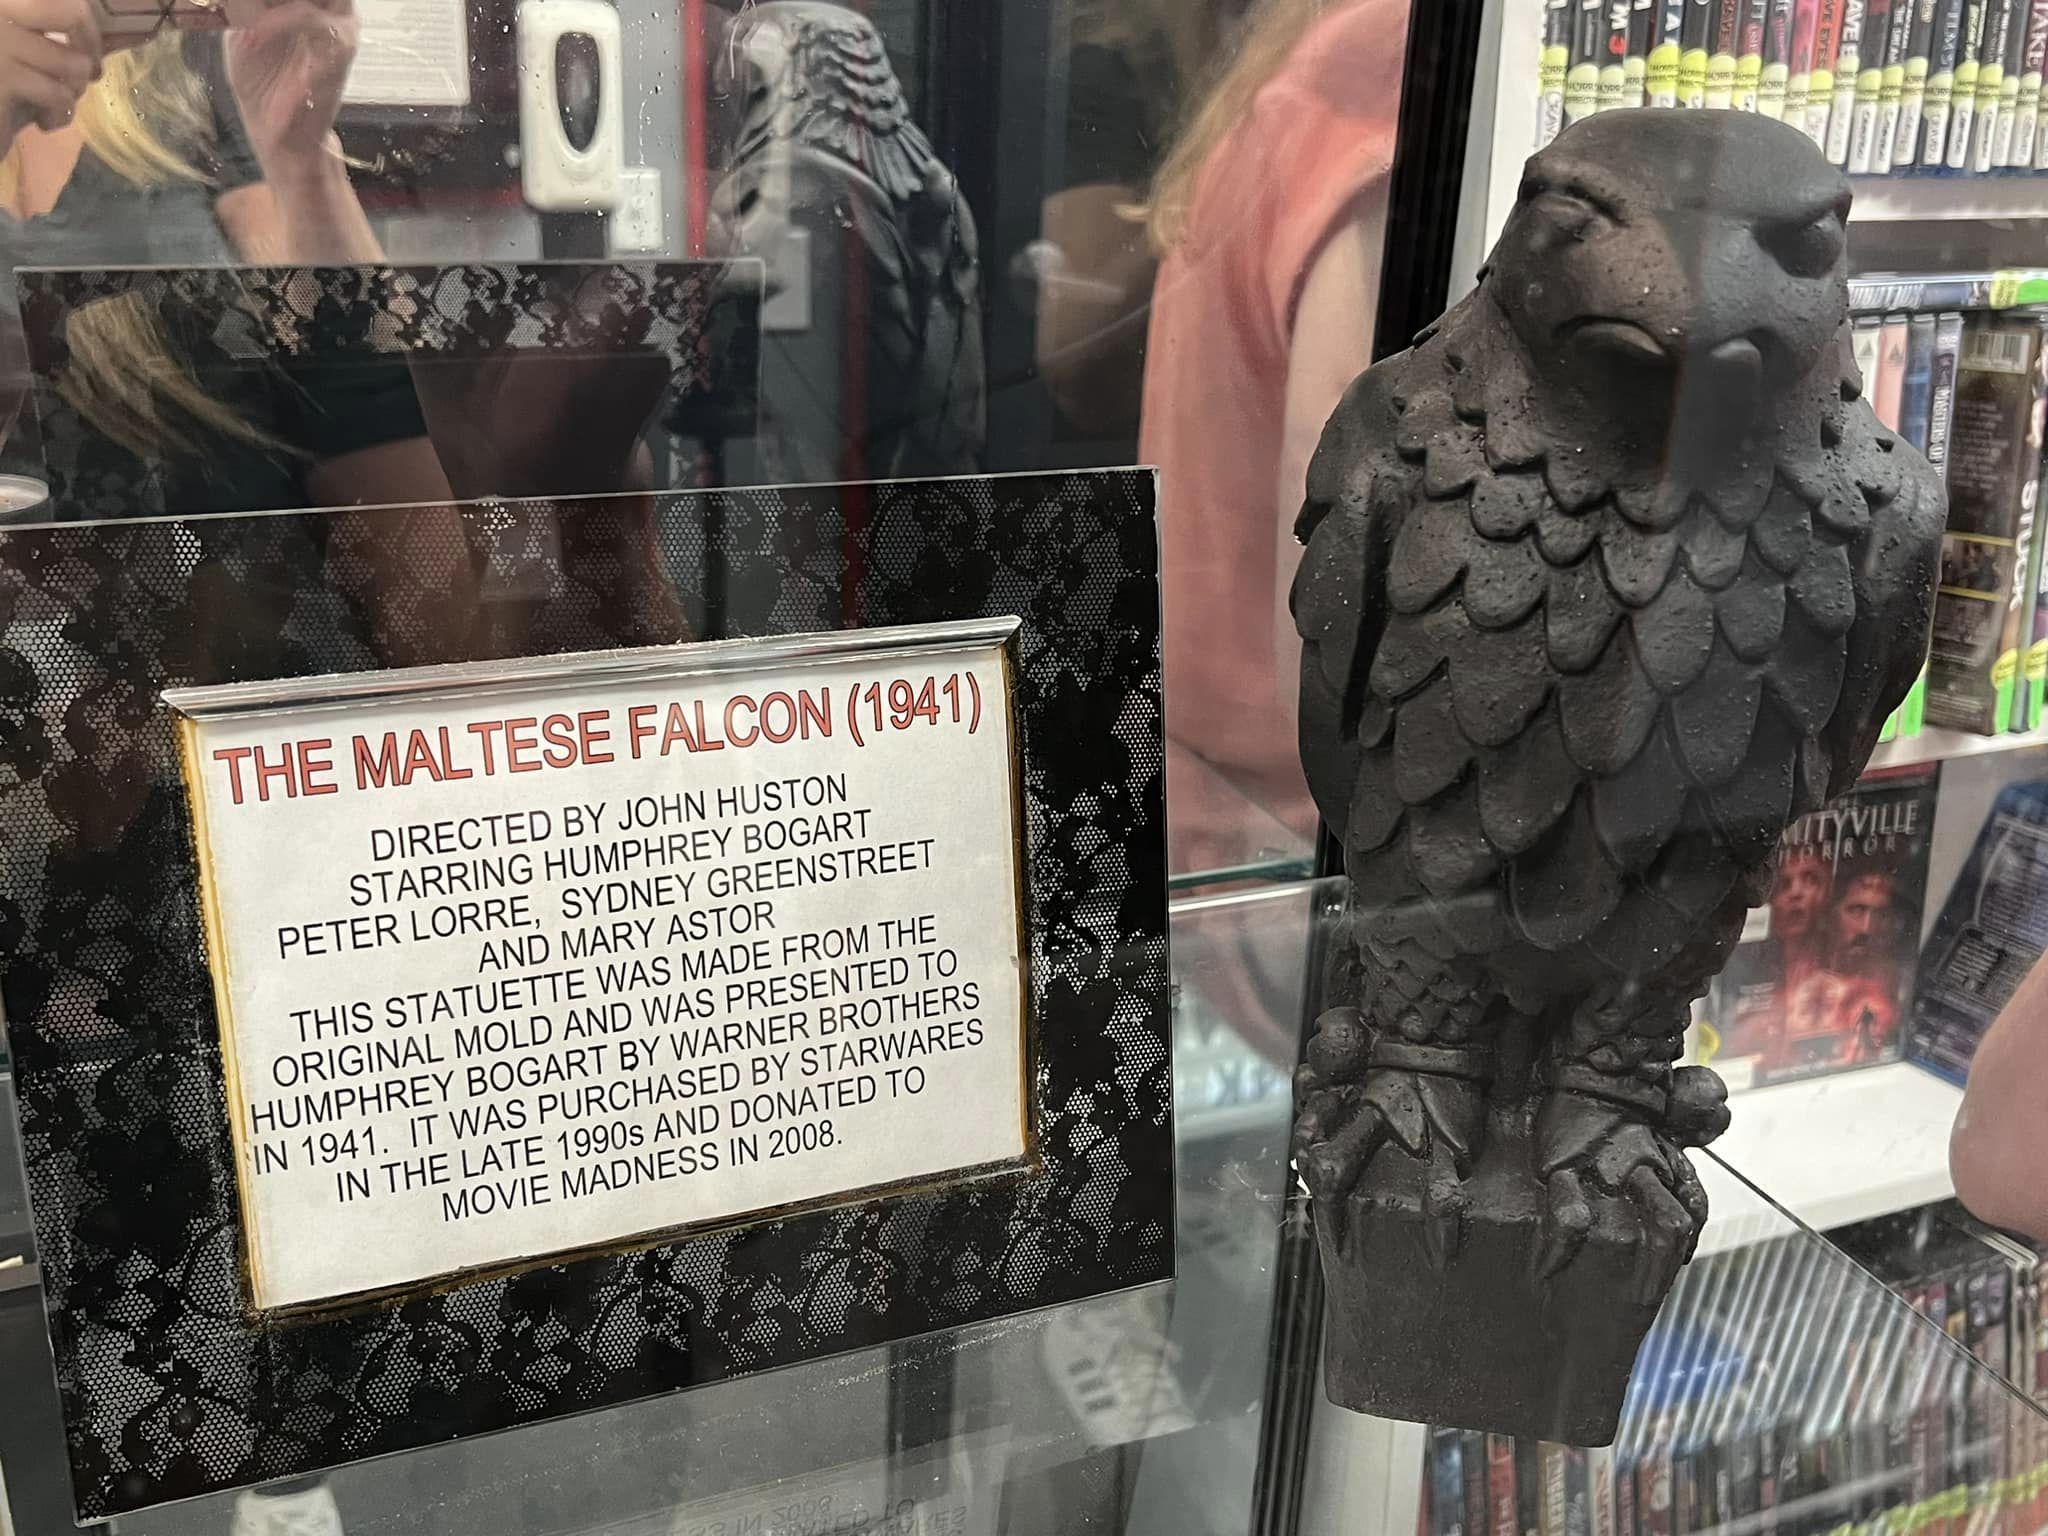 THE MALTESE FALCON (1941)
DIRECTED BY JOHN HUSTON
STARRING HUMPHREY BOGART
PETER LORRE, SYDNEY GREENSTREET
AND MARY ASTOR
THIS STATUETTE WAS MADE FROM THE
ORIGINAL MOLD AND WAS PRESENTED TO
HUMPHREY BOGART BY WARNER BROTHERS
IN 1941. IT WAS PURCHASED BY STARWARES
IN THE LATE 1990s AND DONATED TO
MOVIE MADNESS IN 2008.
STUCK
HORROR